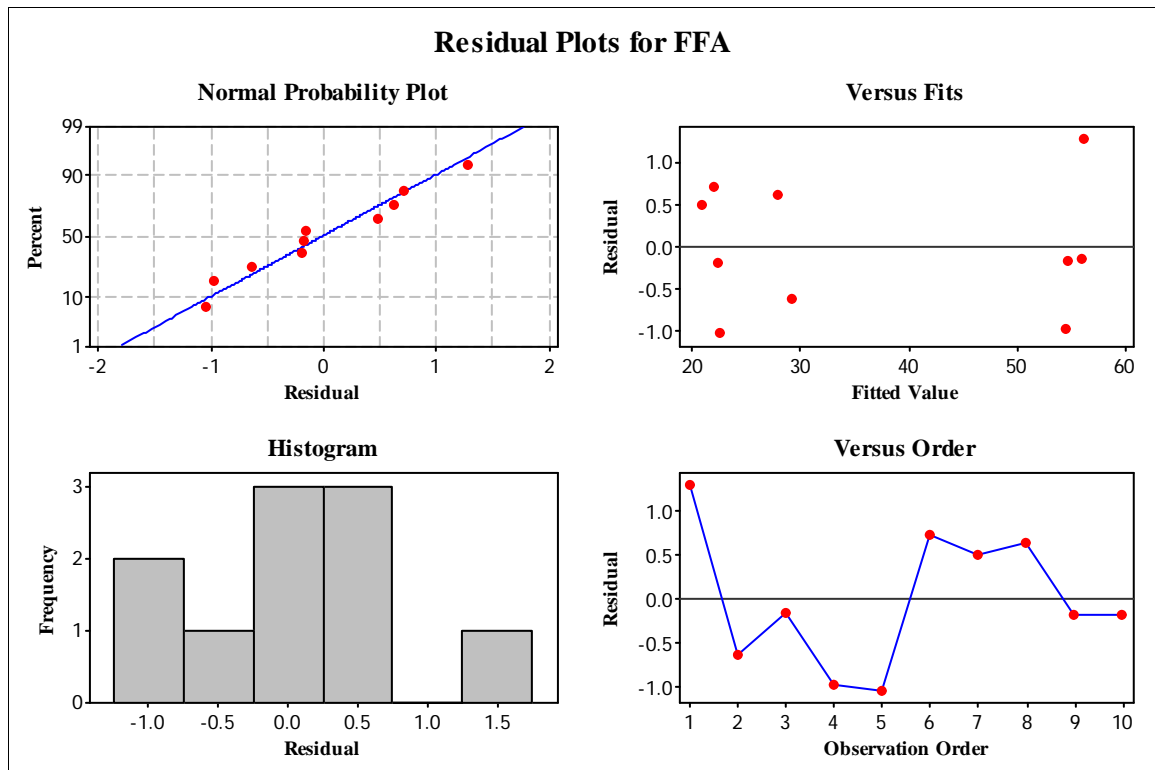 Residual Plots for FFA
Normal Probability Plot
99
90
50
10
1
Percent
-2 -1 0 1 2
Residual
Versus Fits
1.0
0.5
0.0
-0.5
-1.0
Residual
20 30 40 50 60
Fitted Value
Histogram
3
2
1
0
Frequency
-1.0 -0.5 0.0 0.5 1.0 1.5
Residual
Versus Order
1.0
0.5
0.0
-0.5
-1.0
Residual
1 2 3 4 5 6 7 8 9 10
Observation Order